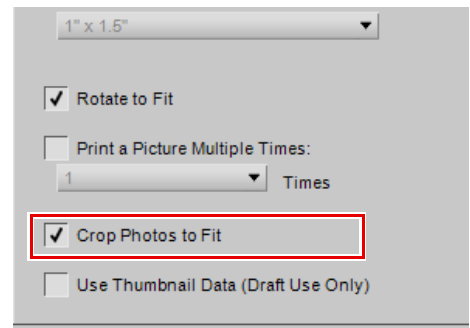 1" x 1.5"
Rotate to Fit
Print a Picture Multiple Times:
1 Times
Crop Photos to Fit
Use Thumbnail Data (Draft Use Only)